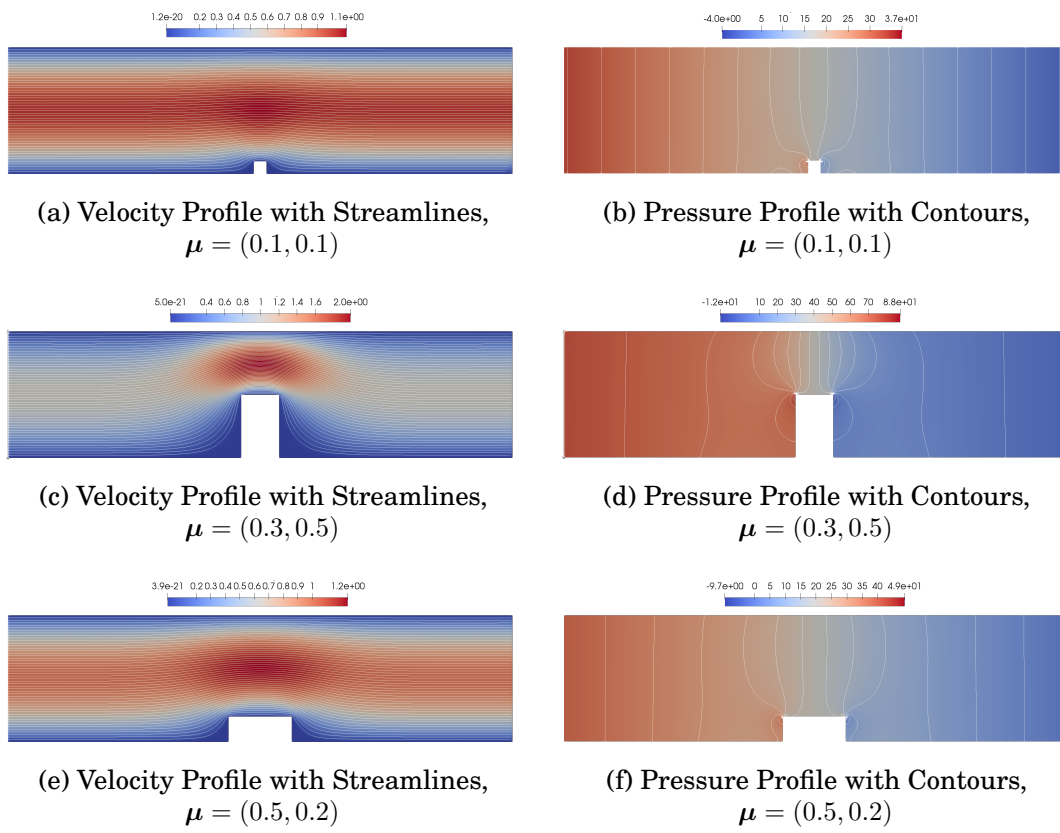 1.2e-20 0.2 0.3 0.4 0.5 0.6 0.7 0.8 0.9 1.1e+00
-4.0e+00 5 10 15 20 25 30 3.7e+01
(a) Velocity Profile with Streamlines,
μ = (0.1, 0.1)
(b) Pressure Profile with Contours,
μ = (0.1, 0.1)
5.0e-21 0.4 0.6 0.8 1 1.2 1.4 1.6 2.0e+00
-1.2e+01 10 20 30 40 50 60 70 8.8e+01
(c) Velocity Profile with Streamlines,
μ = (0.3, 0.5)
(d) Pressure Profile with Contours,
μ = (0.3, 0.5)
3.9e-21 0.2 0.3 0.4 0.5 0.6 0.7 0.8 0.9 1 1.2e+00
-9.7e+00 0 5 10 15 20 25 30 35 40 4.9e+01
(e) Velocity Profile with Streamlines,
μ = (0.5, 0.2)
(f) Pressure Profile with Contours,
μ = (0.5, 0.2)